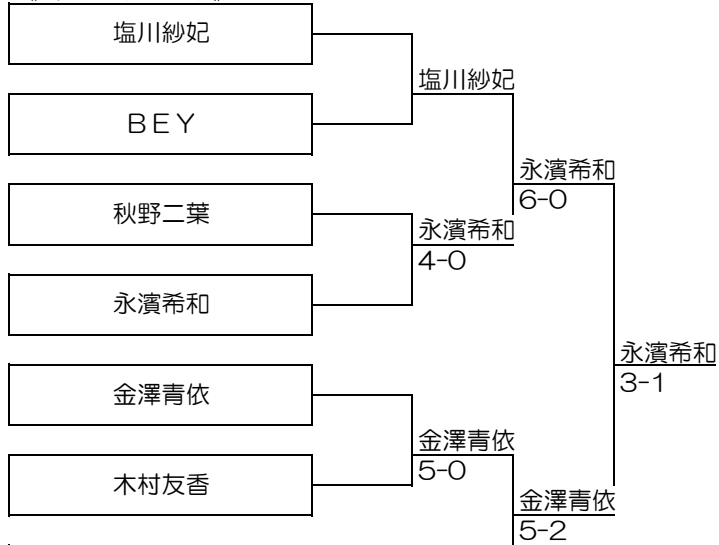 塩川紗妃
塩川紗妃
BEY
永濱希和
6-0
秋野二葉
永濱希和
4-0
永濱希和
永濱希和
3-1
金澤青依
金澤青依
5-0
木村友香
金澤青依
5-2